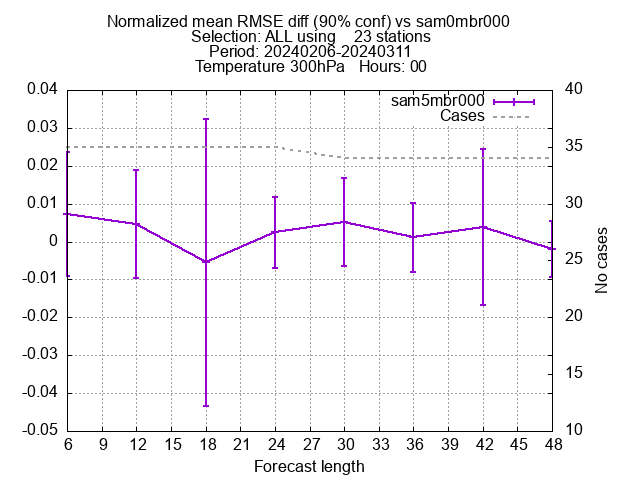 Normalized mean RMSE diff (90% conf) vs sam0mbr000
Selection: ALL using    23 stations
Period: 20240206-20240311
Temperature 300hPa   Hours: 00
sam5mbr000
Cases
0.04
0.03
0.02
0.01
0
-0.01
-0.02
-0.03
-0.04
-0.05
40
35
30
25
20
15
10
No cases
6 9 12 15 18 21 24 27 30 33 36 39 42 45 48
Forecast length